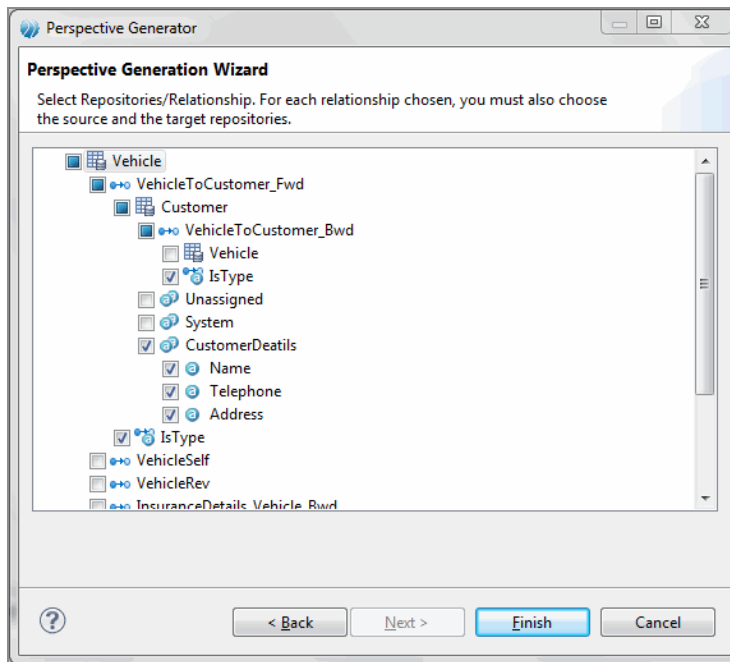 Perspective Generator
Perspective Generation Wizard
Select Repositories/Relationship. For each relationship chosen, you must also choose
the source and the target repositories.
Vehicle
VehicleToCustomer_Fwd
Customer
VehicleToCustomer_Bwd
Vehicle
IsType
Unassigned
System
CustomerDeatils
Name
Telephone
Address
IsType
VehicleSelf
VehicleRev
InsuranceDetails_Vehicle_Bwd
< Back Next > Finish Cancel